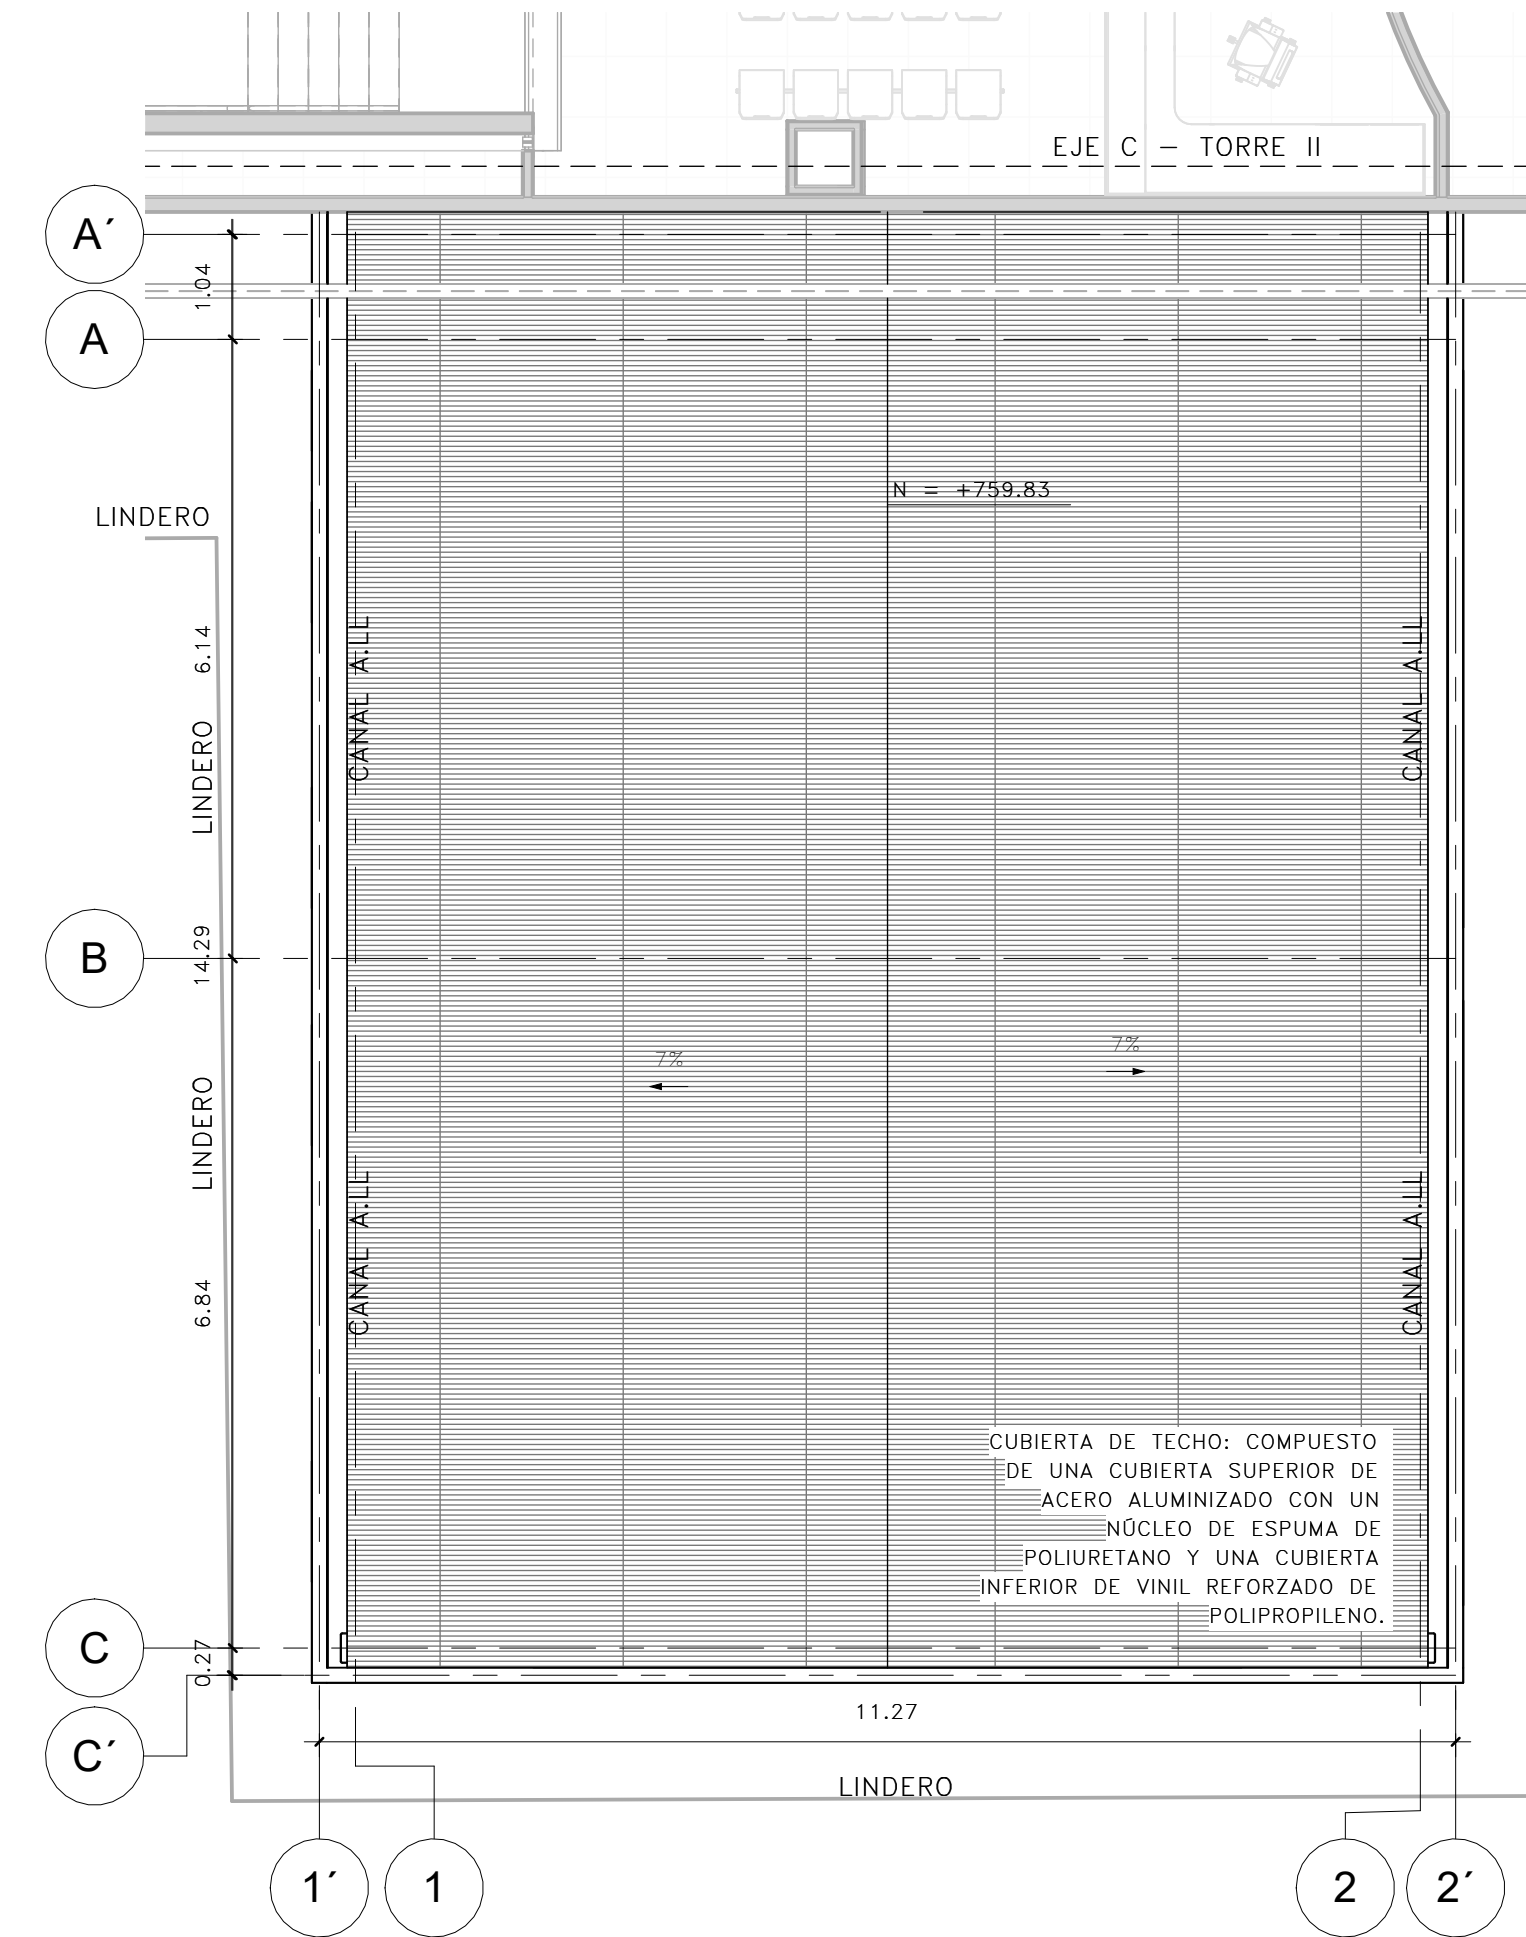 EJE C – TORRE II
A´
1.04
A
N = +759.83
LINDERO
6.14
CANAL A.LL
CANAL A.LL
LINDERO
14.29
B
7%
7%
LINDERO
CANAL A.LL
CANAL A.LL
6.84
CUBIERTA DE TECHO: COMPUESTO
DE UNA CUBIERTA SUPERIOR DE
ACERO ALUMINIZADO CON UN
NÚCLEO DE ESPUMA DE
POLIURETANO Y UNA CUBIERTA
INFERIOR DE VINIL REFORZADO DE
POLIPROPILENO.
C
0.27
11.27
C´
LINDERO
1´
1
2
2´